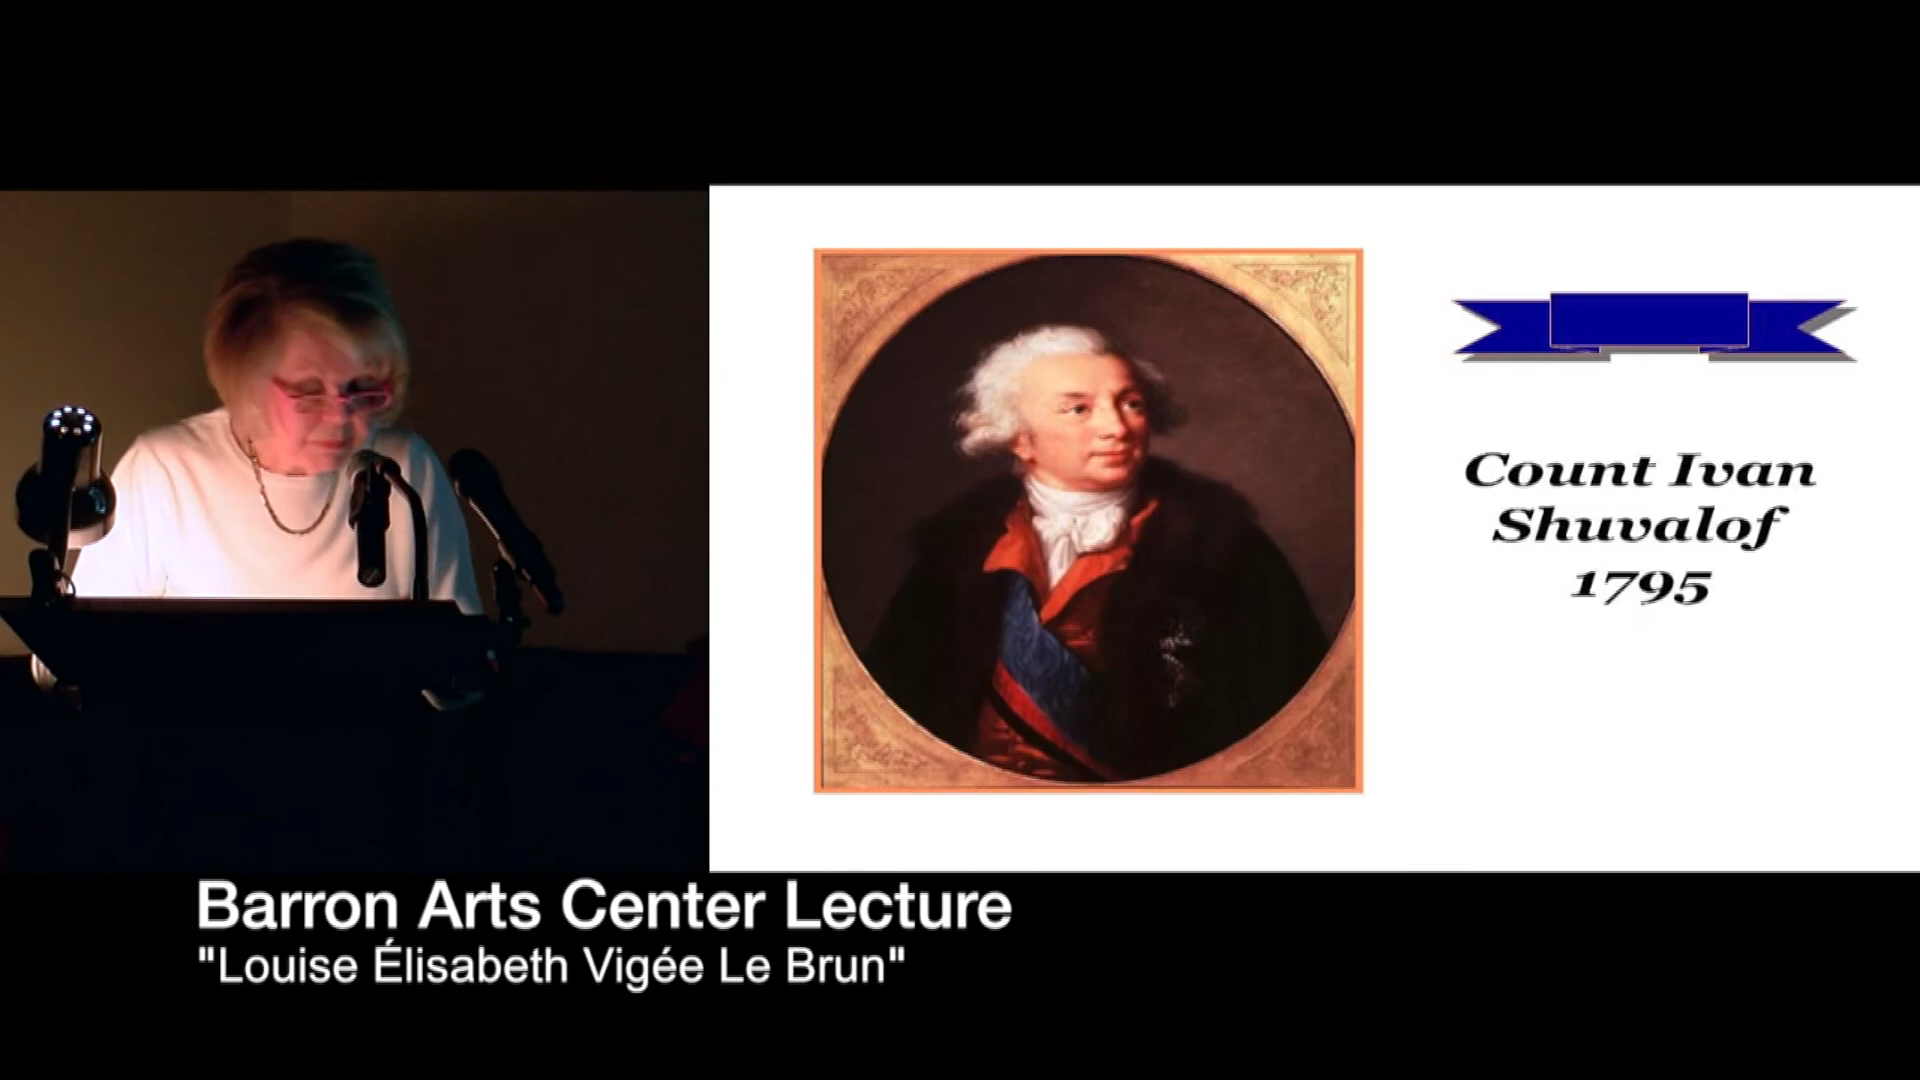 Count Ivan
Shuvalof
1795
Barron Arts Center Lecture
"Louise Élisabeth Vigée Le Brun"